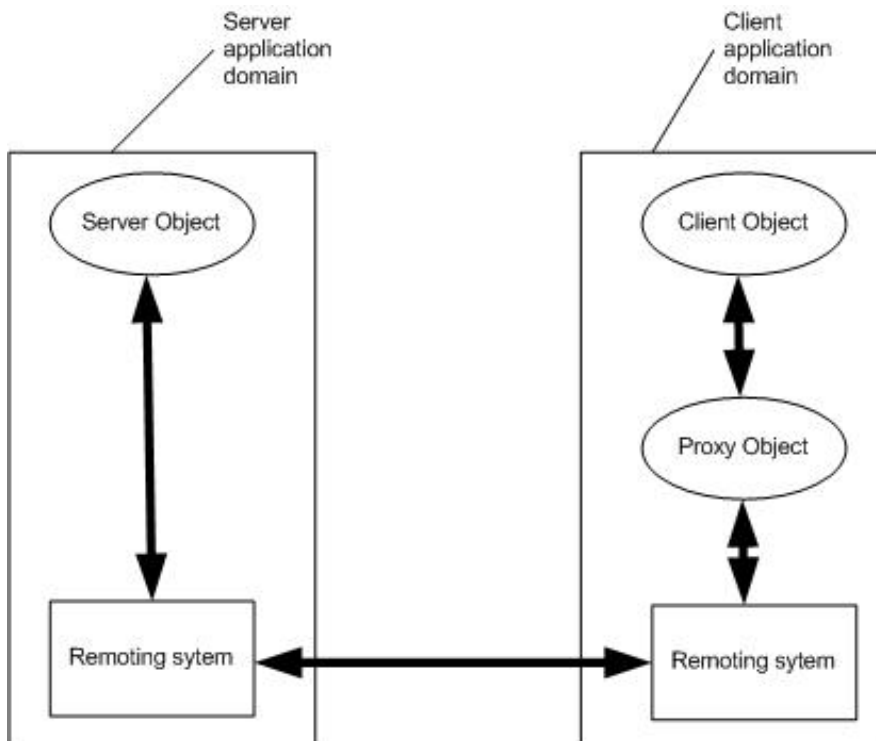 Server
application
domain
Client
application
domain
Server Object
Client Object
Proxy Object
Remoting sytem
Remoting sytem